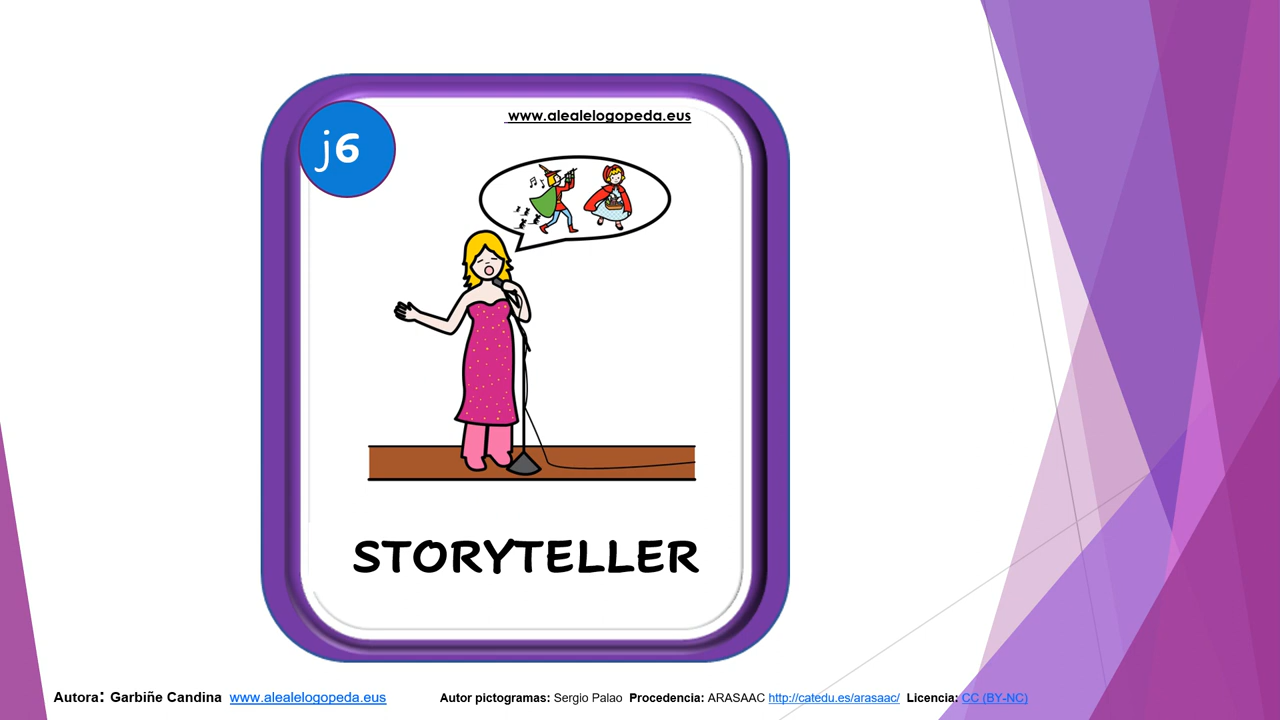 www.alealelogopeda.eus
j6
STORYTELLER
Autora: Garbiñe Candina www.alealelogopeda.eus Autor pictogramas: Sergio Palao Procedencia: ARASAAC http://catedu.es/arasaac/ Licencia: CC (BY-NC)